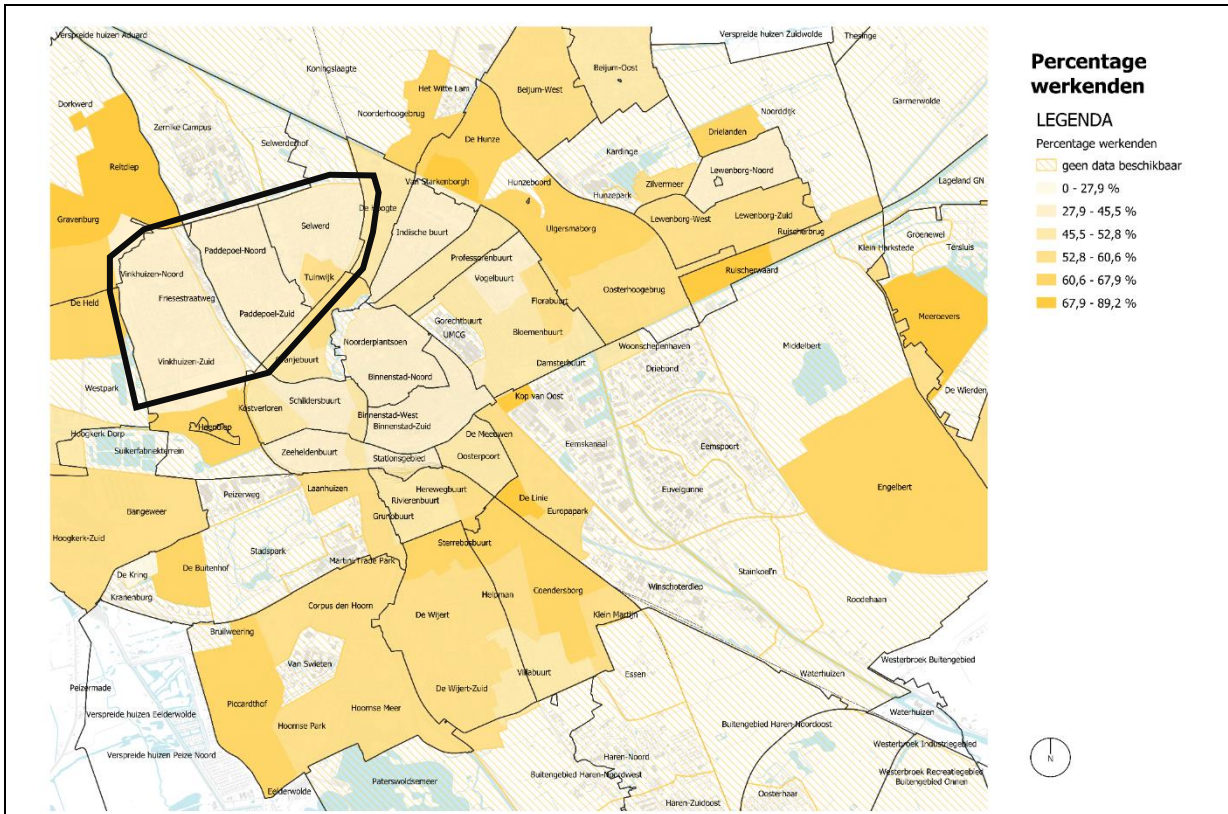 Verspreide huizen Aduard
Verspreide huizen Zuidwolde
Thesinge
Koningslaagte
Beijum-Oost
Beijum-West
Het Witte Lam
Dorkwerd
Noorderhoogebrug
Noorddijk
Garmerwolde
Zernike Campus
De Hunze
Drielanden
Selwerderhof
Kardinge
Reitdiep
Lewenborg-Noord
Van Starkenborgh
Hunzeboord
Zilvermeer
Lageland GN
Hunzepark
De Hoogte
Gravenburg
Lewenborg-West
Lewenborg-Zuid
Selwerd
Indische buurt
Ulgersmaborg
Ruischerbrug
Groenewei
Paddepoel-Noord
Klein Harkstede
Tersluis
Professorenbuurt
Vinkhuizen-Noord
Tuinwijk
Vogelbuurt
Ruischerwaard
Friesestraatweg
Oosterhoogebrug
De Held
Florabuurt
Paddepoel-Zuid
Gorechtbuurt
Meeroevers
UMCG
Bloemenbuurt
Noorderplantsoen
Woonschepenhaven
Middelbert
Oranjebuurt
Vinkhuizen-Zuid
Damsterbuurt
Driebond
Binnenstad-Noord
Westpark
De Wierden
Kop van Oost
Schildersbuurt
Kostverloren
Binnenstad-West
Binnenstad-Zuid
Hoogkerk Dorp
De Meeuwen
Eemskanaal
Eemspoort
Suikerfabriekterrein
Zeeheldenbuurt
Stationsgebied
Oosterpoort
Peizerweg
Laanhuizen
Herewegbuurt
Euvelgunne
Engelbert
Rivierenbuurt
De Linie
Bangeweer
Europapark
Grunobuurt
Hoogkerk-Zuid
Sterrebosbuurt
Stadspark
Martini Trade Park
De Buitenhof
Stainkoeln
De Kring
Winschoterdiep
Kranenburg
Helpman
Coendersborg
Roodehaan
Corpus den Hoorn
De Wijert
Klein Martijn
Bruilweering
Van Swieten
Westerbroek Buitengebied
Essen
Villabuurt
Waterhuizen
Peizermade
De Wijert-Zuid
Piccardthof
Hoornse Meer
Waterhuizen
Verspreide huizen Eelderwolde
Hoornse Park
Buitengebied Haren-Noordoost
Westerbroek Industriegebied
Verspreide huizen Peize Noord
Haren-Noord
Buitengebied Haren-Noordwest
Westerbroek Recreatiegebied
Paterswoldsemeer
Buitengebied Onnen
Eelderwolde
Oosterhaar
Haren-Zuidoost
Percentage
werkenden
LEGENDA
Percentage werkenden
geen data beschikbaar
0 - 27,9 %
27,9 - 45,5 %
45,5 - 52,8 %
52,8 - 60,6 %
60,6 - 67,9 %
67,9 - 89,2 %
N